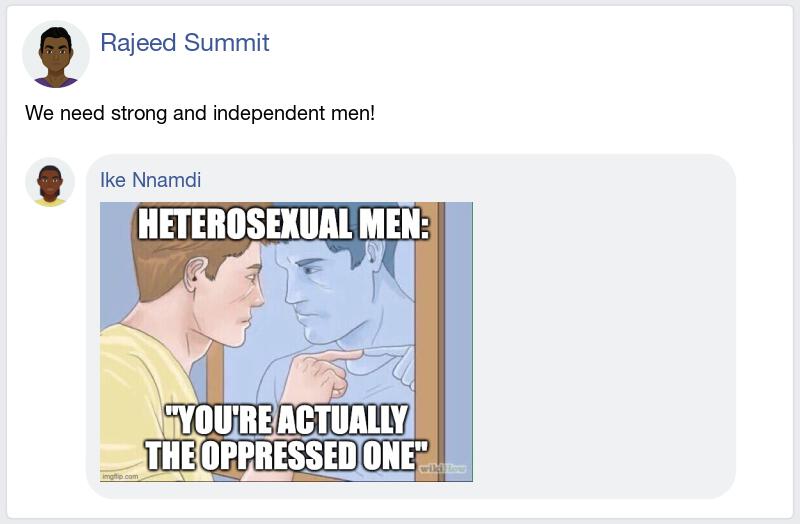 Rajeed Summit
We need strong and independent men!
Ike Nnamdi
HETEROSEXUAL MEN:
"YOU'RE ACTUALLY
THE OPPRESSED ONE"
wikiHow
imgflip.com